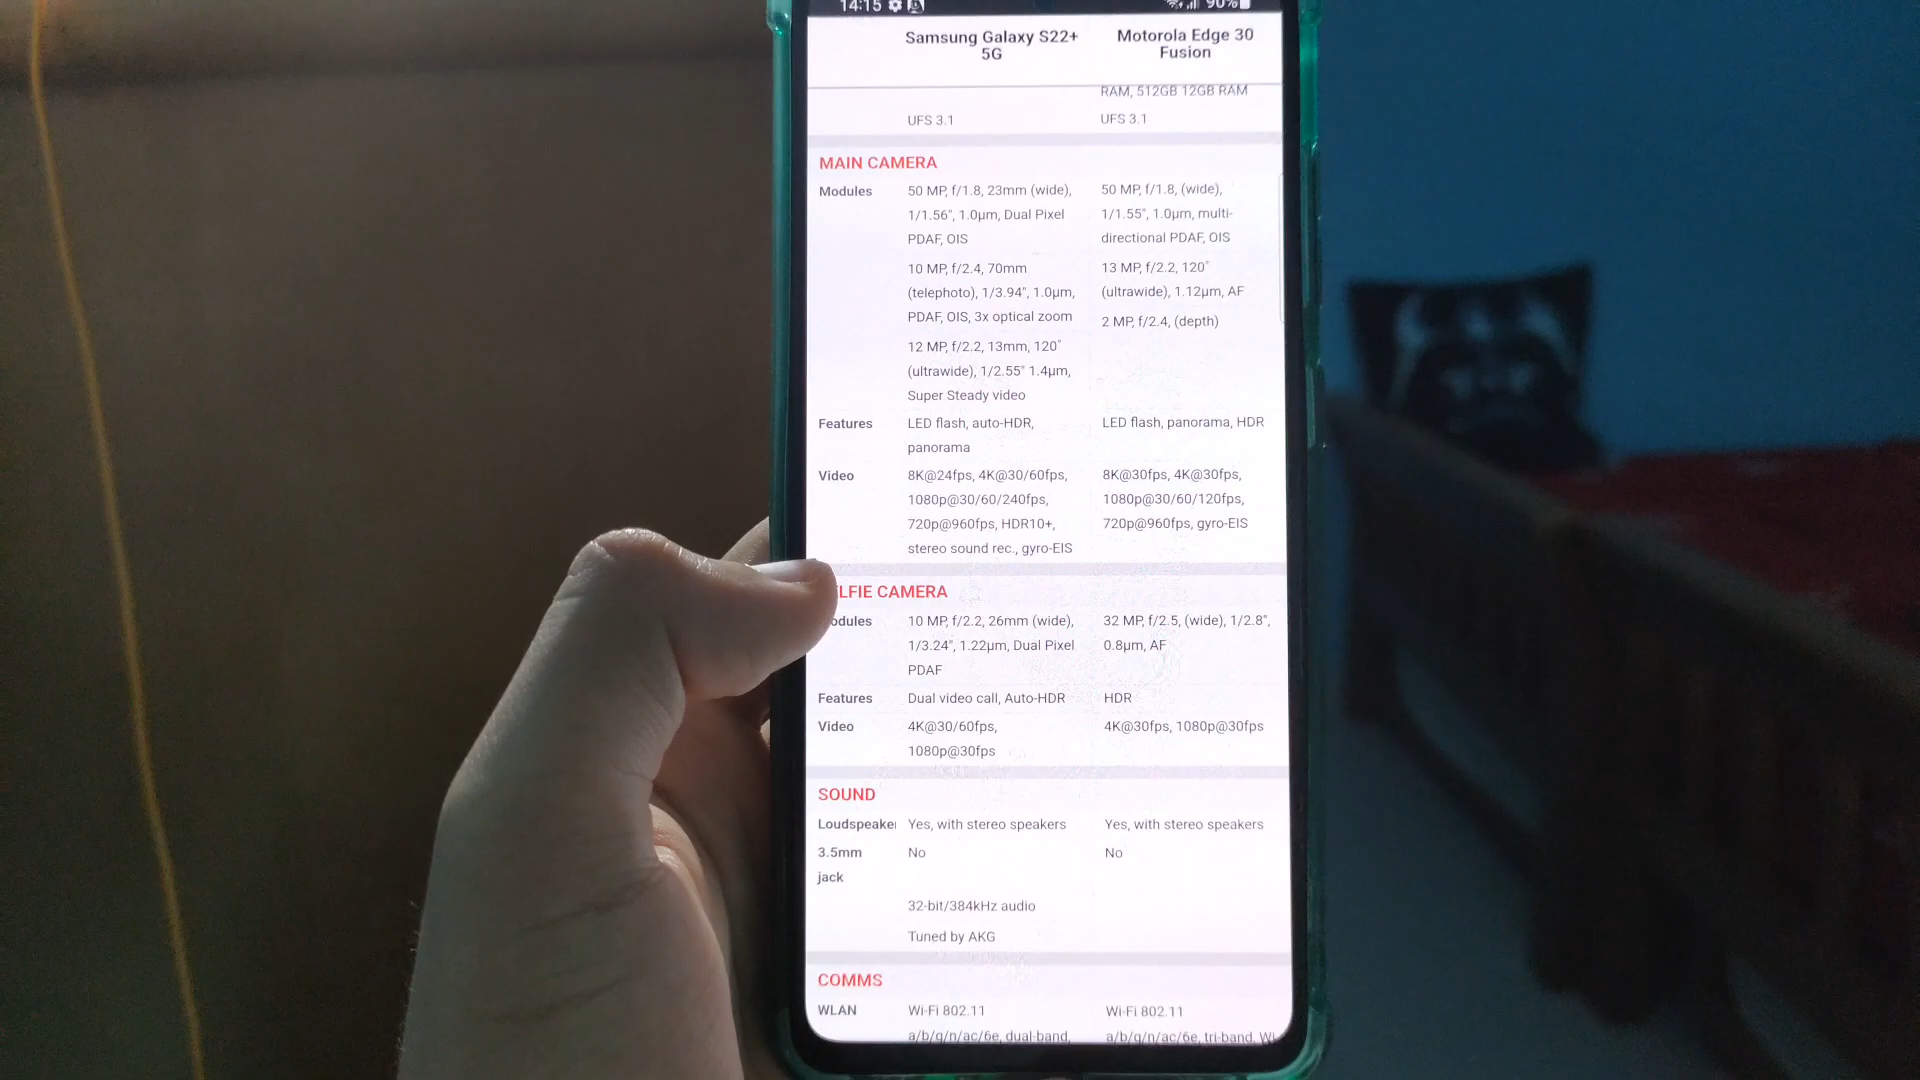 14:15 90%
Samsung Galaxy S22+
5G
Motorola Edge 30
Fusion
RAM, 512GB 12GB RAM
UFS 3.1
UFS 3.1
MAIN CAMERA
Modules
50 MP, f/1.8, 23mm (wide),
1/1.56", 1.0µm, Dual Pixel
PDAF, OIS
10 MP, f/2.4, 70mm
(telephoto), 1/3.94", 1.0µm,
PDAF, OIS, 3x optical zoom
12 MP, f/2.2, 13mm, 120˚
(ultrawide), 1/2.55" 1.4µm,
Super Steady video
50 MP, f/1.8, (wide),
1/1.55", 1.0µm, multi-
directional PDAF, OIS
13 MP, f/2.2, 120˚
(ultrawide), 1.12µm, AF
2 MP, f/2.4, (depth)
Features
LED flash, auto-HDR,
panorama
LED flash, panorama, HDR
Video
8K@24fps, 4K@30/60fps,
1080p@30/60/240fps,
720p@960fps, HDR10+,
stereo sound rec., gyro-EIS
8K@30fps, 4K@30fps,
1080p@30/60/120fps,
720p@960fps, gyro-EIS
LFIE CAMERA
odules
10 MP, f/2.2, 26mm (wide),
1/3.24", 1.22µm, Dual Pixel
PDAF
32 MP, f/2.5, (wide), 1/2.8",
0.8µm, AF
Features
Dual video call, Auto-HDR
HDR
Video
4K@30/60fps,
1080p@30fps
4K@30fps, 1080p@30fps
SOUND
Loudspeaker
Yes, with stereo speakers
Yes, with stereo speakers
3.5mm
jack
No
No
32-bit/384kHz audio
Tuned by AKG
COMMS
WLAN
Wi-Fi 802.11
a/b/g/n/ac/6e, dual-band,
Wi-Fi 802.11
a/b/g/n/ac/6e, tri-band, Wi